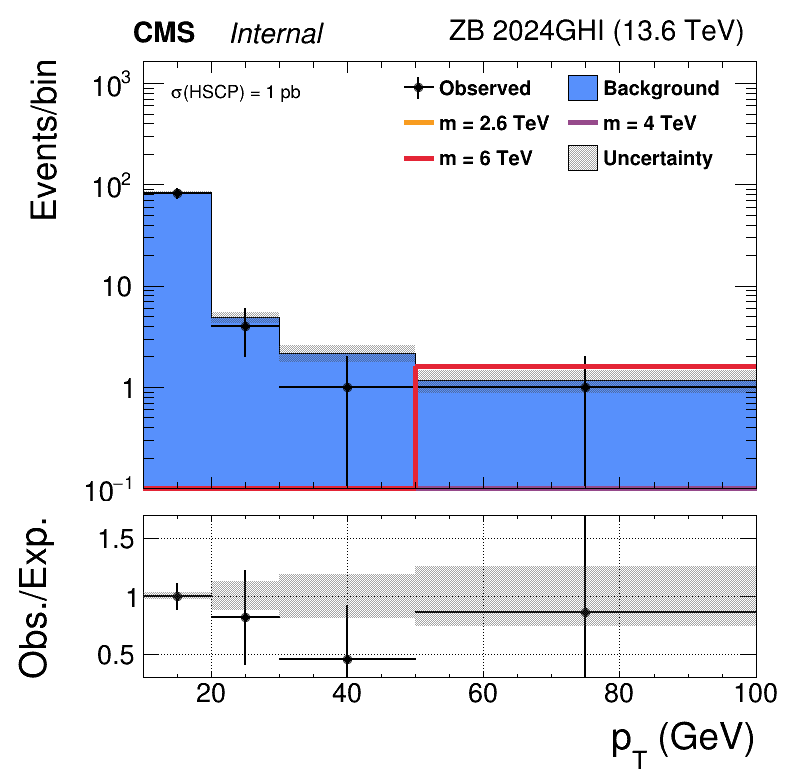 CMS Internal ZB 2024GHI (13.6 TeV)
Events/bin
σ(HSCP) = 1 pb
Observed Background
m = 2.6 TeV m = 4 TeV
m = 6 TeV Uncertainty
10³
10²
10
1
10⁻¹
Obs./Exp.
1.5
1
0.5
20 40 60 80 100
p_T (GeV)